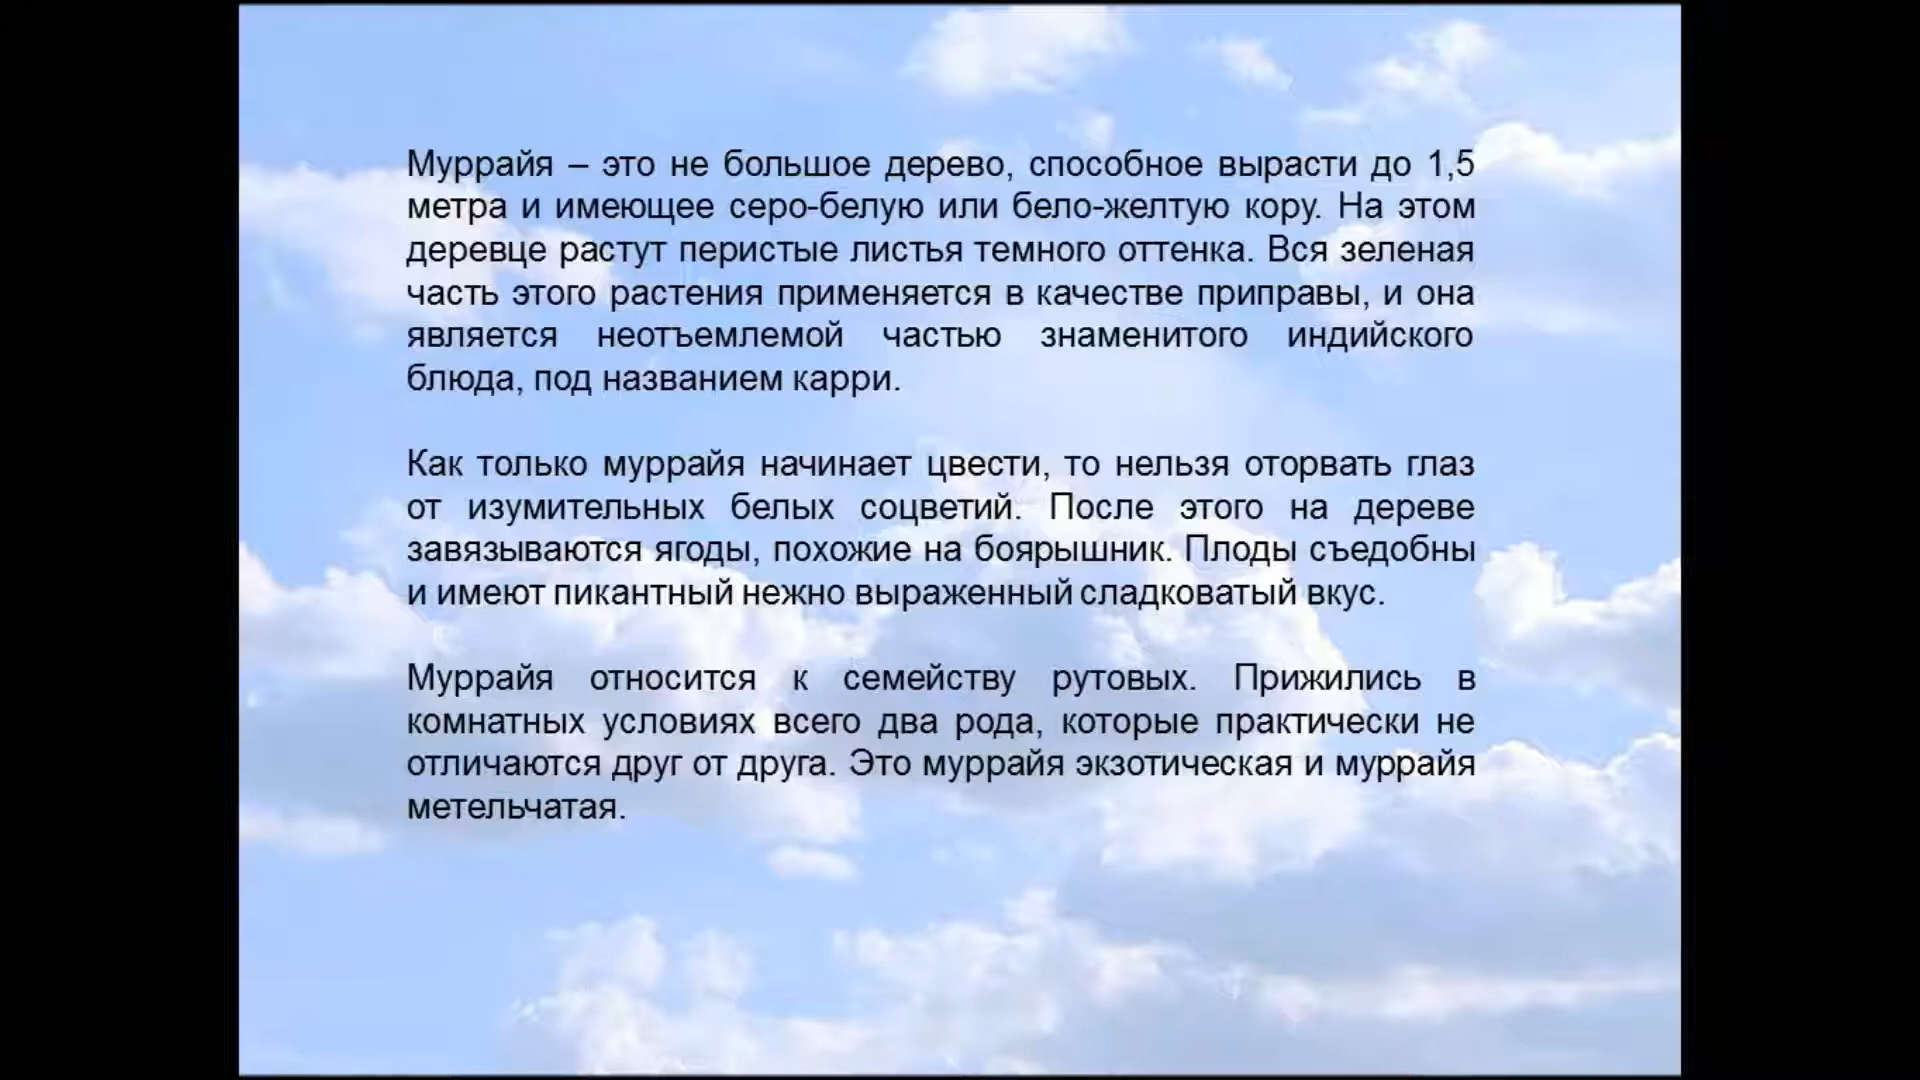 Муррайя – это не большое дерево, способное вырасти до 1,5
метра и имеющее серо-белую или бело-желтую кору. На этом
деревце растут перистые листья темного оттенка. Вся зеленая
часть этого растения применяется в качестве приправы, и она
является неотъемлемой частью знаменитого индийского
блюда, под названием карри.
Как только муррайя начинает цвести, то нельзя оторвать глаз
от изумительных белых соцветий. После этого на дереве
завязываются ягоды, похожие на боярышник. Плоды съедобны
и имеют пикантный нежно выраженный сладковатый вкус.
Муррайя относится к семейству рутовых. Прижились в
комнатных условиях всего два рода, которые практически не
отличаются друг от друга. Это муррайя экзотическая и муррайя
метельчатая.